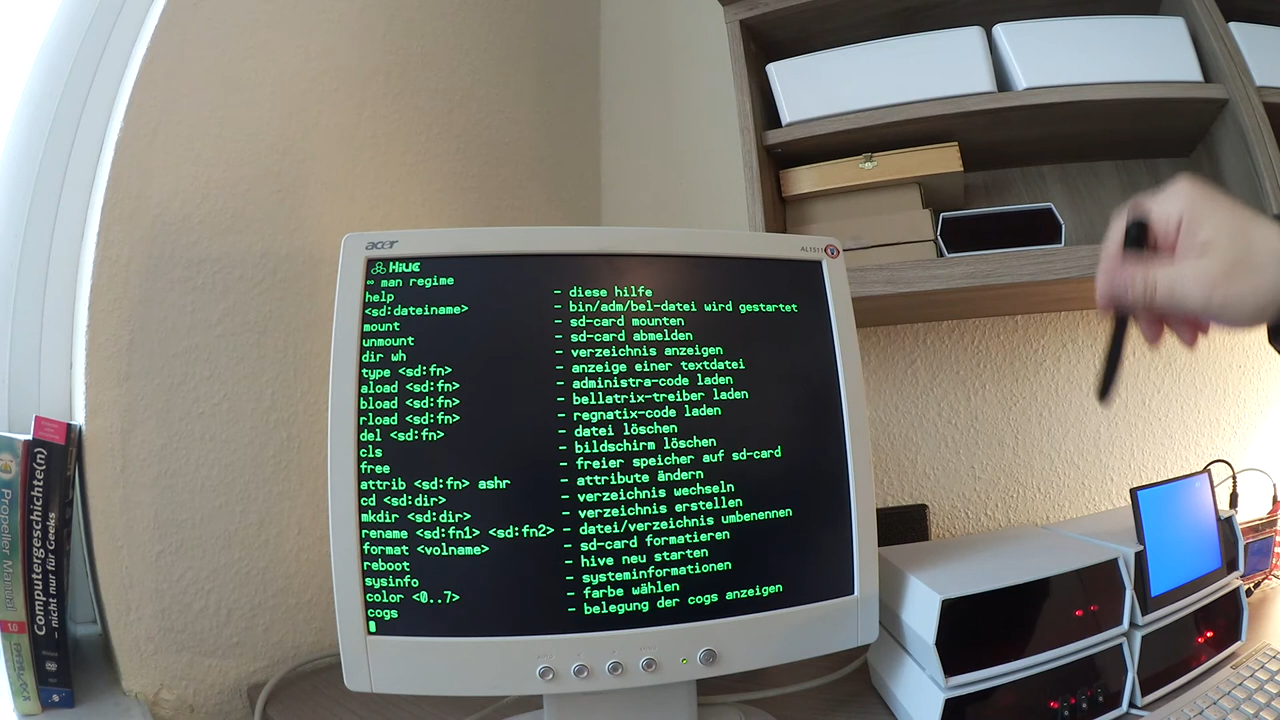 acer
AL1511
Hive
∞ man regime
help - diese hilfe
<sd:dateiname> - bin/adm/bel-datei wird gestartet
mount - sd-card mounten
unmount - sd-card abmelden
dir wh - verzeichnis anzeigen
type <sd:fn> - anzeige einer textdatei
aload <sd:fn> - administra-code laden
bload <sd:fn> - bellatrix-treiber laden
rload <sd:fn> - regnatix-code laden
del <sd:fn> - datei löschen
cls - bildschirm löschen
free - freier speicher auf sd-card
attrib <sd:fn> ashr - attribute ändern
cd <sd:dir> - verzeichnis wechseln
mkdir <sd:dir> - verzeichnis erstellen
rename <sd:fn1> <sd:fn2> - datei/verzeichnis umbenennen
format <volname> - sd-card formatieren
reboot - hive neu starten
sysinfo - systeminformationen
color <0..7> - farbe wählen
cogs - belegung der cogs anzeigen
Propeller Manual
1.0
PARALLAX
Computergeschichte(n)
– nicht nur für Geeks